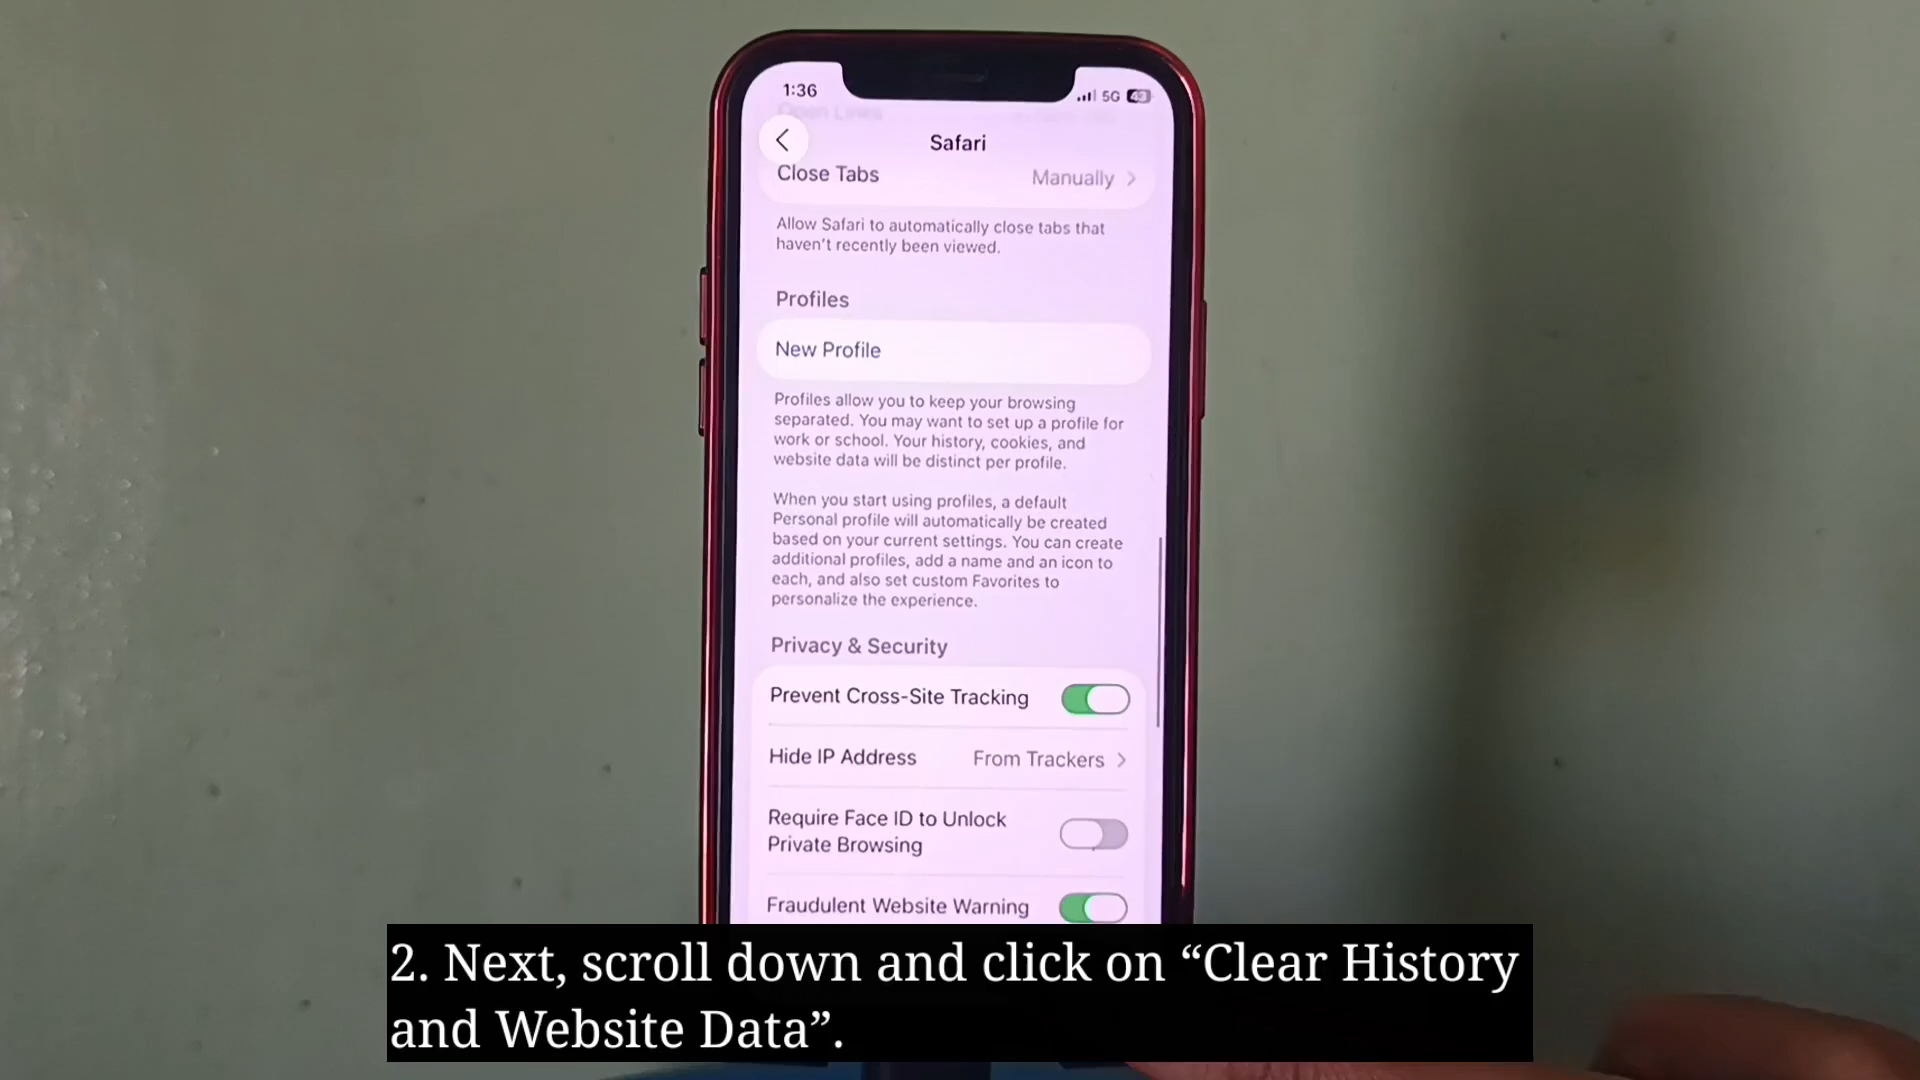 1:36
5G 43
Open Links
Safari
Close Tabs Manually
Allow Safari to automatically close tabs that
haven't recently been viewed.
Profiles
New Profile
Profiles allow you to keep your browsing
separated. You may want to set up a profile for
work or school. Your history, cookies, and
website data will be distinct per profile.
When you start using profiles, a default
Personal profile will automatically be created
based on your current settings. You can create
additional profiles, add a name and an icon to
each, and also set custom Favorites to
personalize the experience.
Privacy & Security
Prevent Cross-Site Tracking
Hide IP Address From Trackers
Require Face ID to Unlock
Private Browsing
Fraudulent Website Warning
2. Next, scroll down and click on “Clear History
and Website Data”.